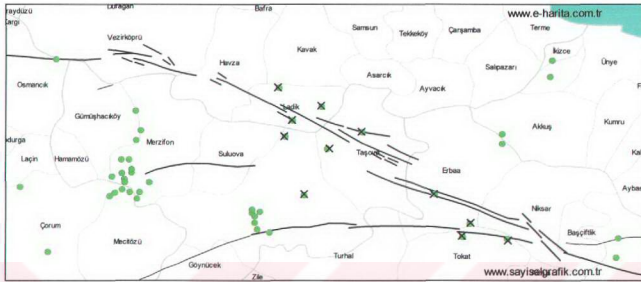 Bafra
www.e-harita.com.tr
Terme
Samsun
Çarşamba
Tekkeköy
Vezirköprü
Kavak
İkizce
Ünye
Havza
Salıpazarı
Asarcık
Osmancık
Ayvacık
Ladik
Gümüşhacıköy
Akkuş
Kumru
Merzifon
Suluova
Taşova
Laçin
Hamamözü
Erbaa
Niksar
Çorum
Başçiftlik
Mecitözü
Turhal
Tokat
Göynücek
Zile
www.sayisalgrafik.com.tr